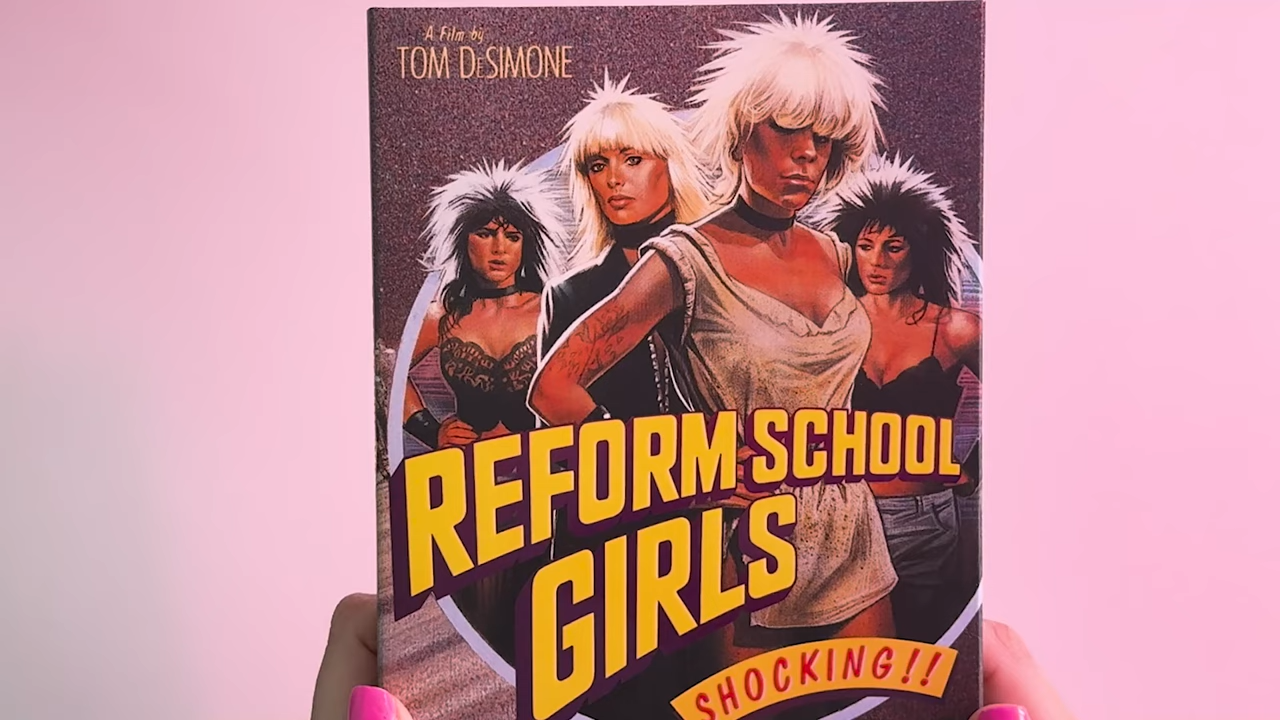 A Film by
TOM DeSIMONE
REFORM SCHOOL
GIRLS
SHOCKING!!